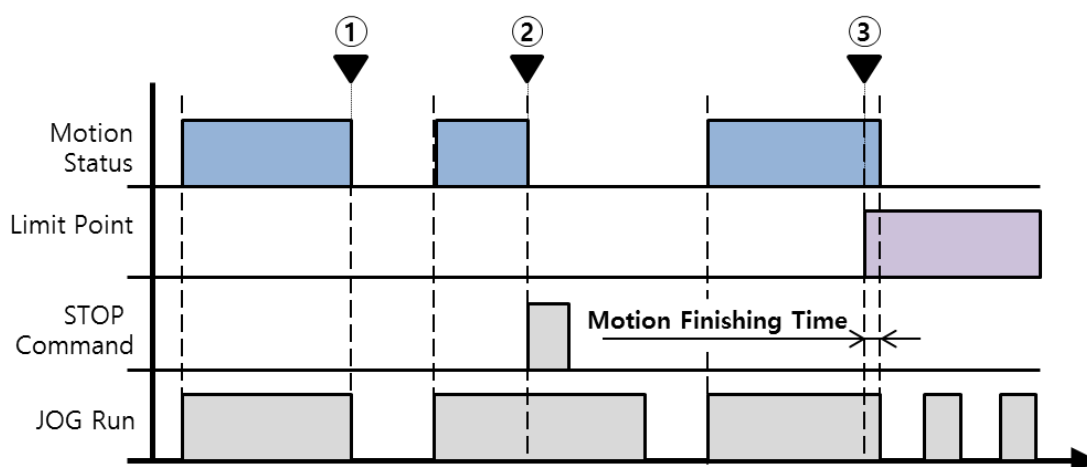 ① ② ③
Motion
Status
Limit Point
STOP
Command
Motion Finishing Time
JOG Run